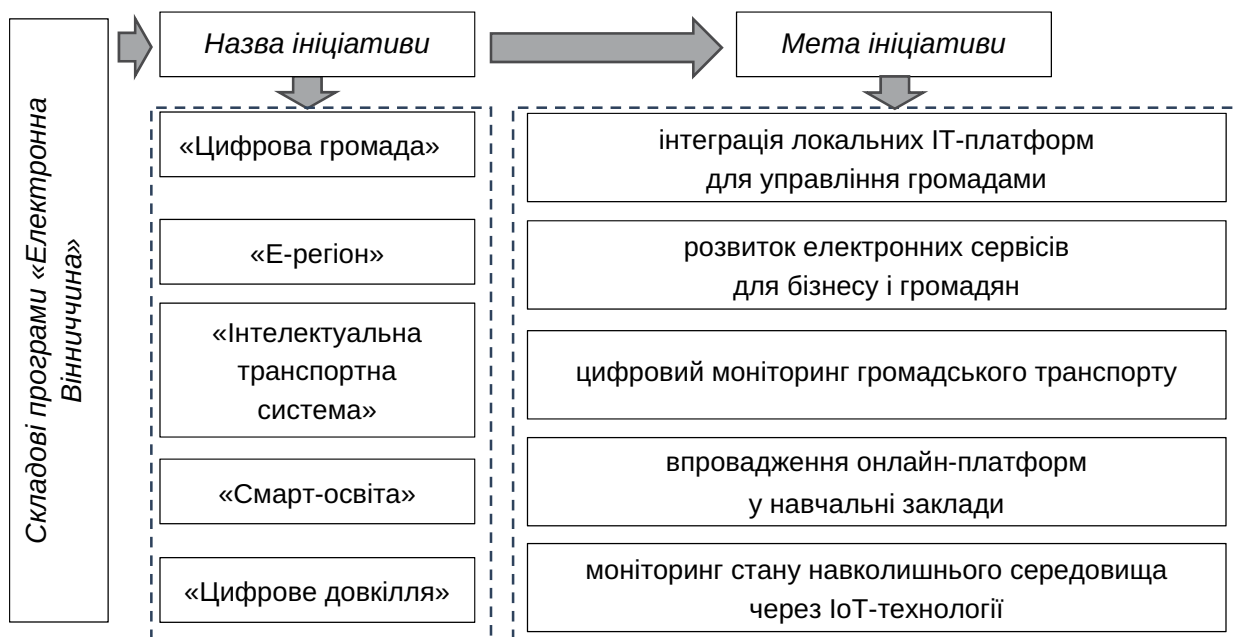 Складові програми «Електронна
Вінниччина»
Назва ініціативи
Мета ініціативи
«Цифрова громада»
інтеграція локальних ІТ-платформ
для управління громадами
«Е-регіон»
розвиток електронних сервісів
для бізнесу і громадян
«Інтелектуальна
транспортна
система»
цифровий моніторинг громадського транспорту
«Смарт-освіта»
впровадження онлайн-платформ
у навчальні заклади
«Цифрове довкілля»
моніторинг стану навколишнього середовища
через IoT-технології